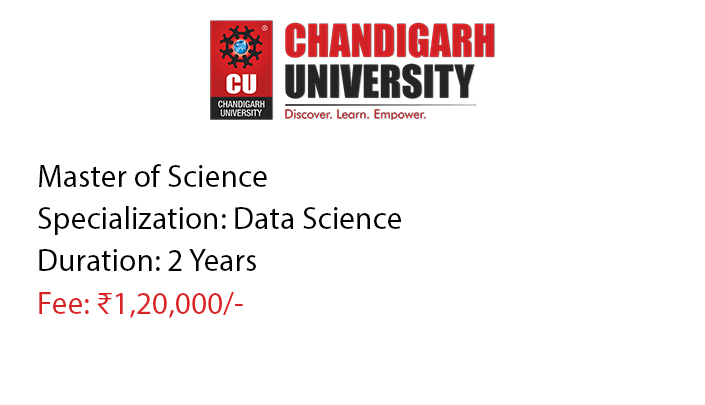 CHANDIGARH
UNIVERSITY
Discover. Learn. Empower.
®
CU
CHANDIGARH
UNIVERSITY
Master of Science
Specialization: Data Science
Duration: 2 Years
Fee: ₹1,20,000/-